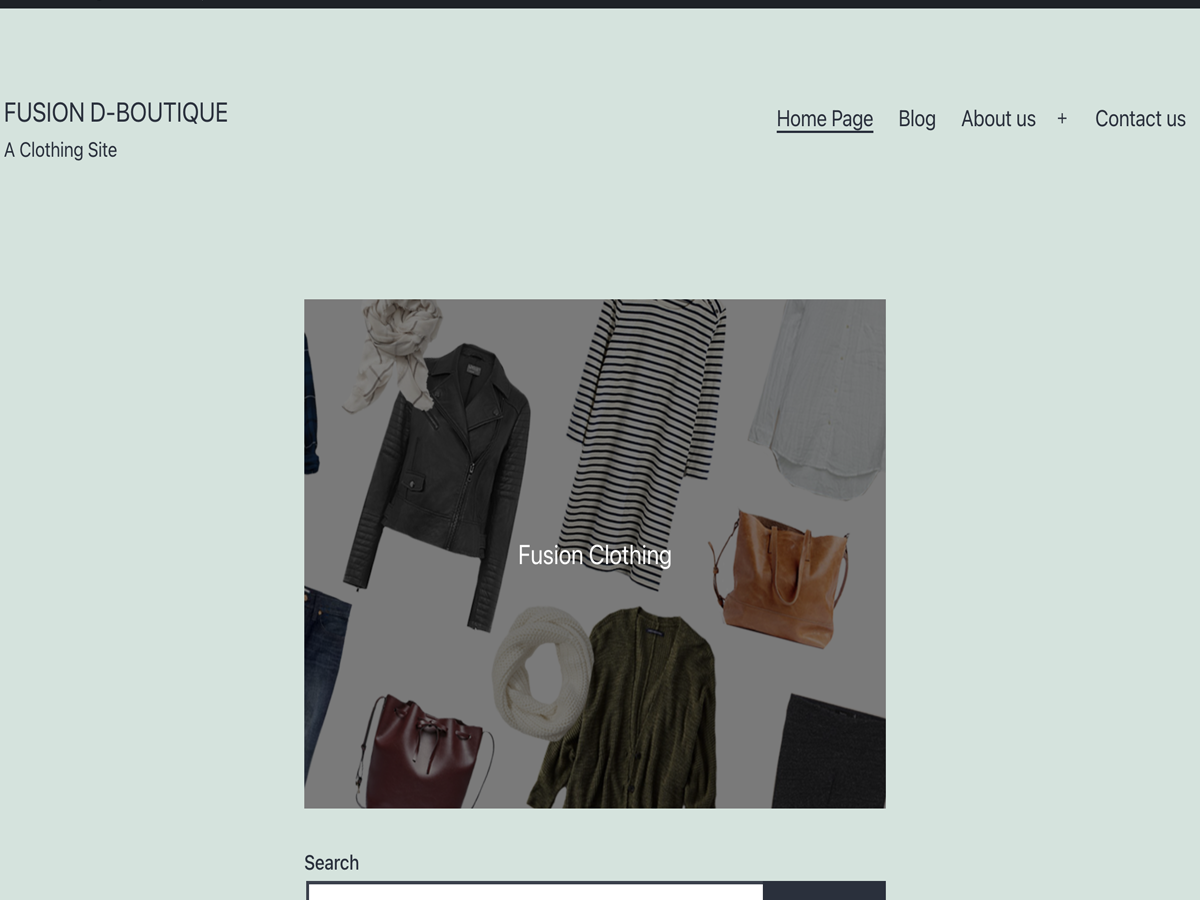 FUSION D-BOUTIQUE
A Clothing Site
Home Page Blog About us + Contact us
Fusion Clothing
Search